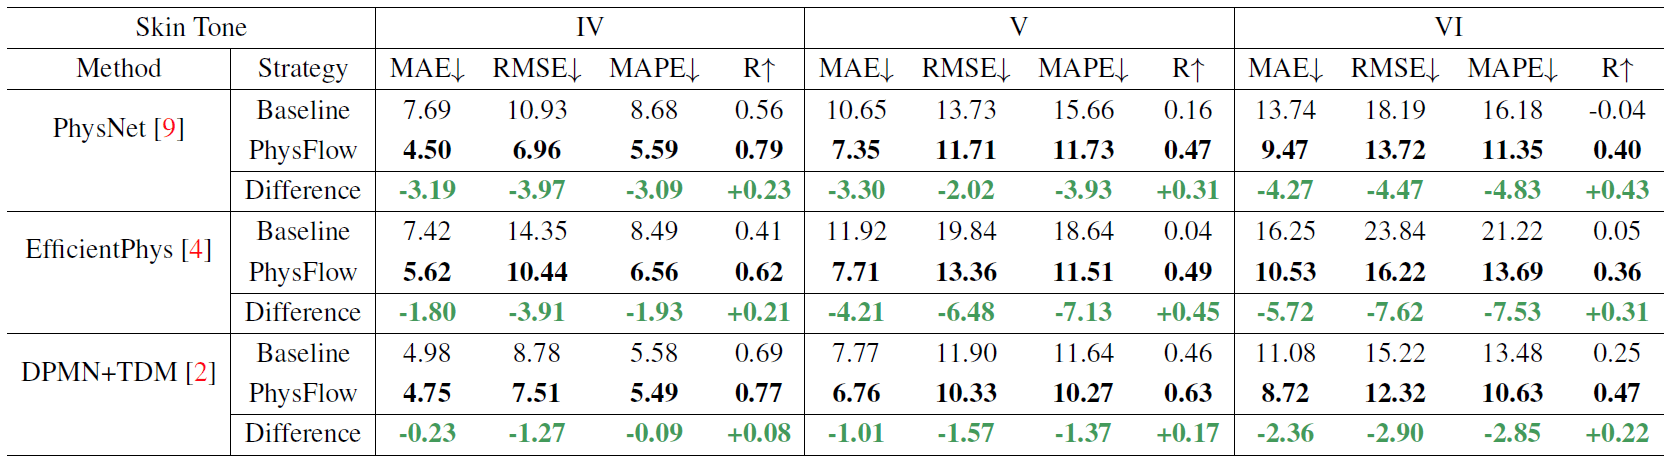 Skin Tone IV V VI
Method Strategy MAE↓ RMSE↓ MAPE↓ R↑ MAE↓ RMSE↓ MAPE↓ R↑ MAE↓ RMSE↓ MAPE↓ R↑
PhysNet [9] Baseline 7.69 10.93 8.68 0.56 10.65 13.73 15.66 0.16 13.74 18.19 16.18 -0.04
PhysFlow 4.50 6.96 5.59 0.79 7.35 11.71 11.73 0.47 9.47 13.72 11.35 0.40
Difference -3.19 -3.97 -3.09 +0.23 -3.30 -2.02 -3.93 +0.31 -4.27 -4.47 -4.83 +0.43
EfficientPhys [4] Baseline 7.42 14.35 8.49 0.41 11.92 19.84 18.64 0.04 16.25 23.84 21.22 0.05
PhysFlow 5.62 10.44 6.56 0.62 7.71 13.36 11.51 0.49 10.53 16.22 13.69 0.36
Difference -1.80 -3.91 -1.93 +0.21 -4.21 -6.48 -7.13 +0.45 -5.72 -7.62 -7.53 +0.31
DPMN+TDM [2] Baseline 4.98 8.78 5.58 0.69 7.77 11.90 11.64 0.46 11.08 15.22 13.48 0.25
PhysFlow 4.75 7.51 5.49 0.77 6.76 10.33 10.27 0.63 8.72 12.32 10.63 0.47
Difference -0.23 -1.27 -0.09 +0.08 -1.01 -1.57 -1.37 +0.17 -2.36 -2.90 -2.85 +0.22